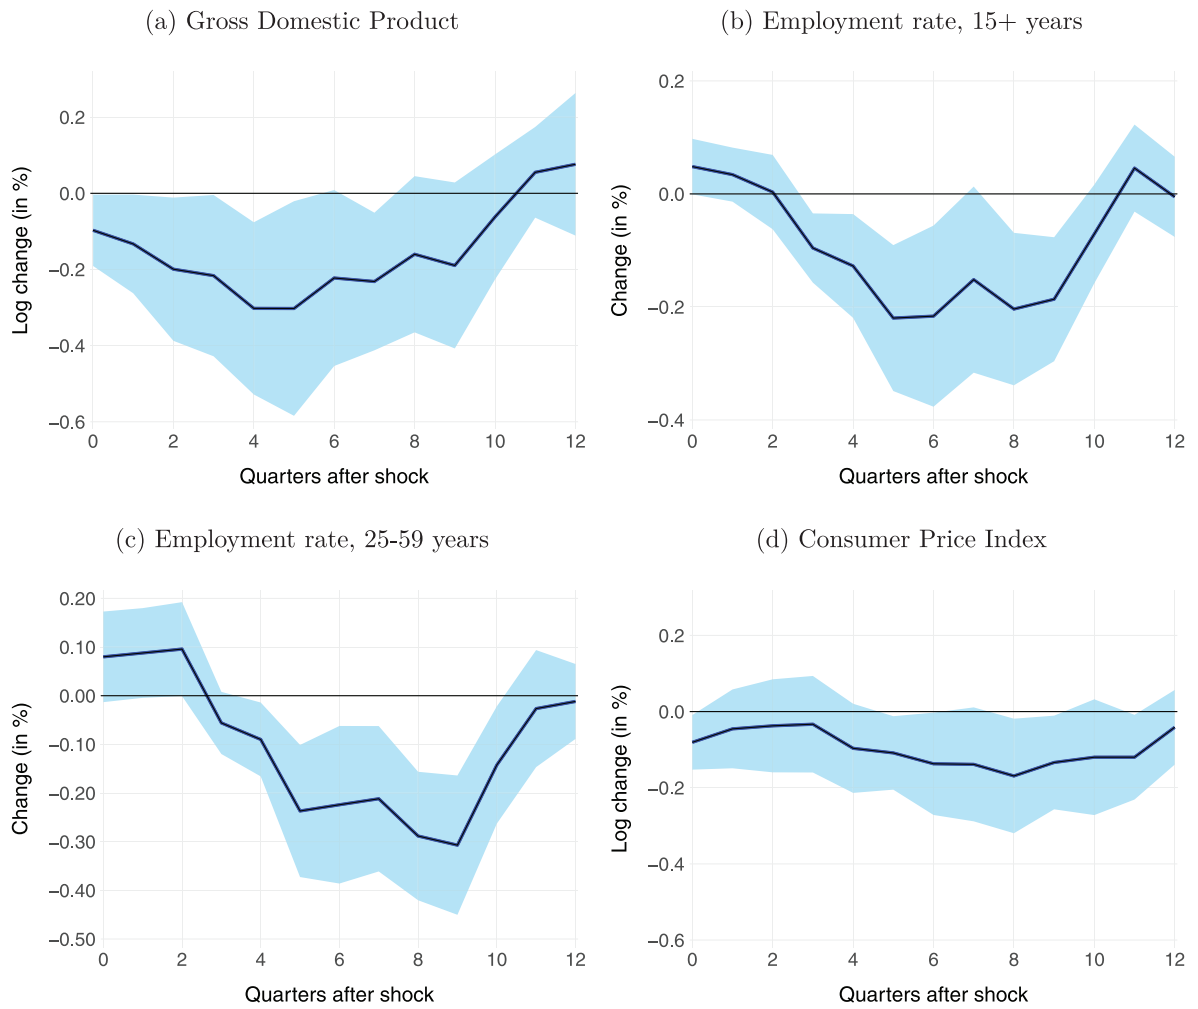 (a) Gross Domestic Product
(b) Employment rate, 15+ years
Log change (in %)
0.2
0.0
−0.2
−0.4
−0.6
0 2 4 6 8 10 12
Quarters after shock
Change (in %)
0.2
0.0
−0.2
−0.4
0 2 4 6 8 10 12
Quarters after shock
(c) Employment rate, 25-59 years
(d) Consumer Price Index
Change (in %)
0.20
0.10
0.00
−0.10
−0.20
−0.30
−0.40
−0.50
0 2 4 6 8 10 12
Quarters after shock
Log change (in %)
0.2
0.0
−0.2
−0.4
−0.6
0 2 4 6 8 10 12
Quarters after shock